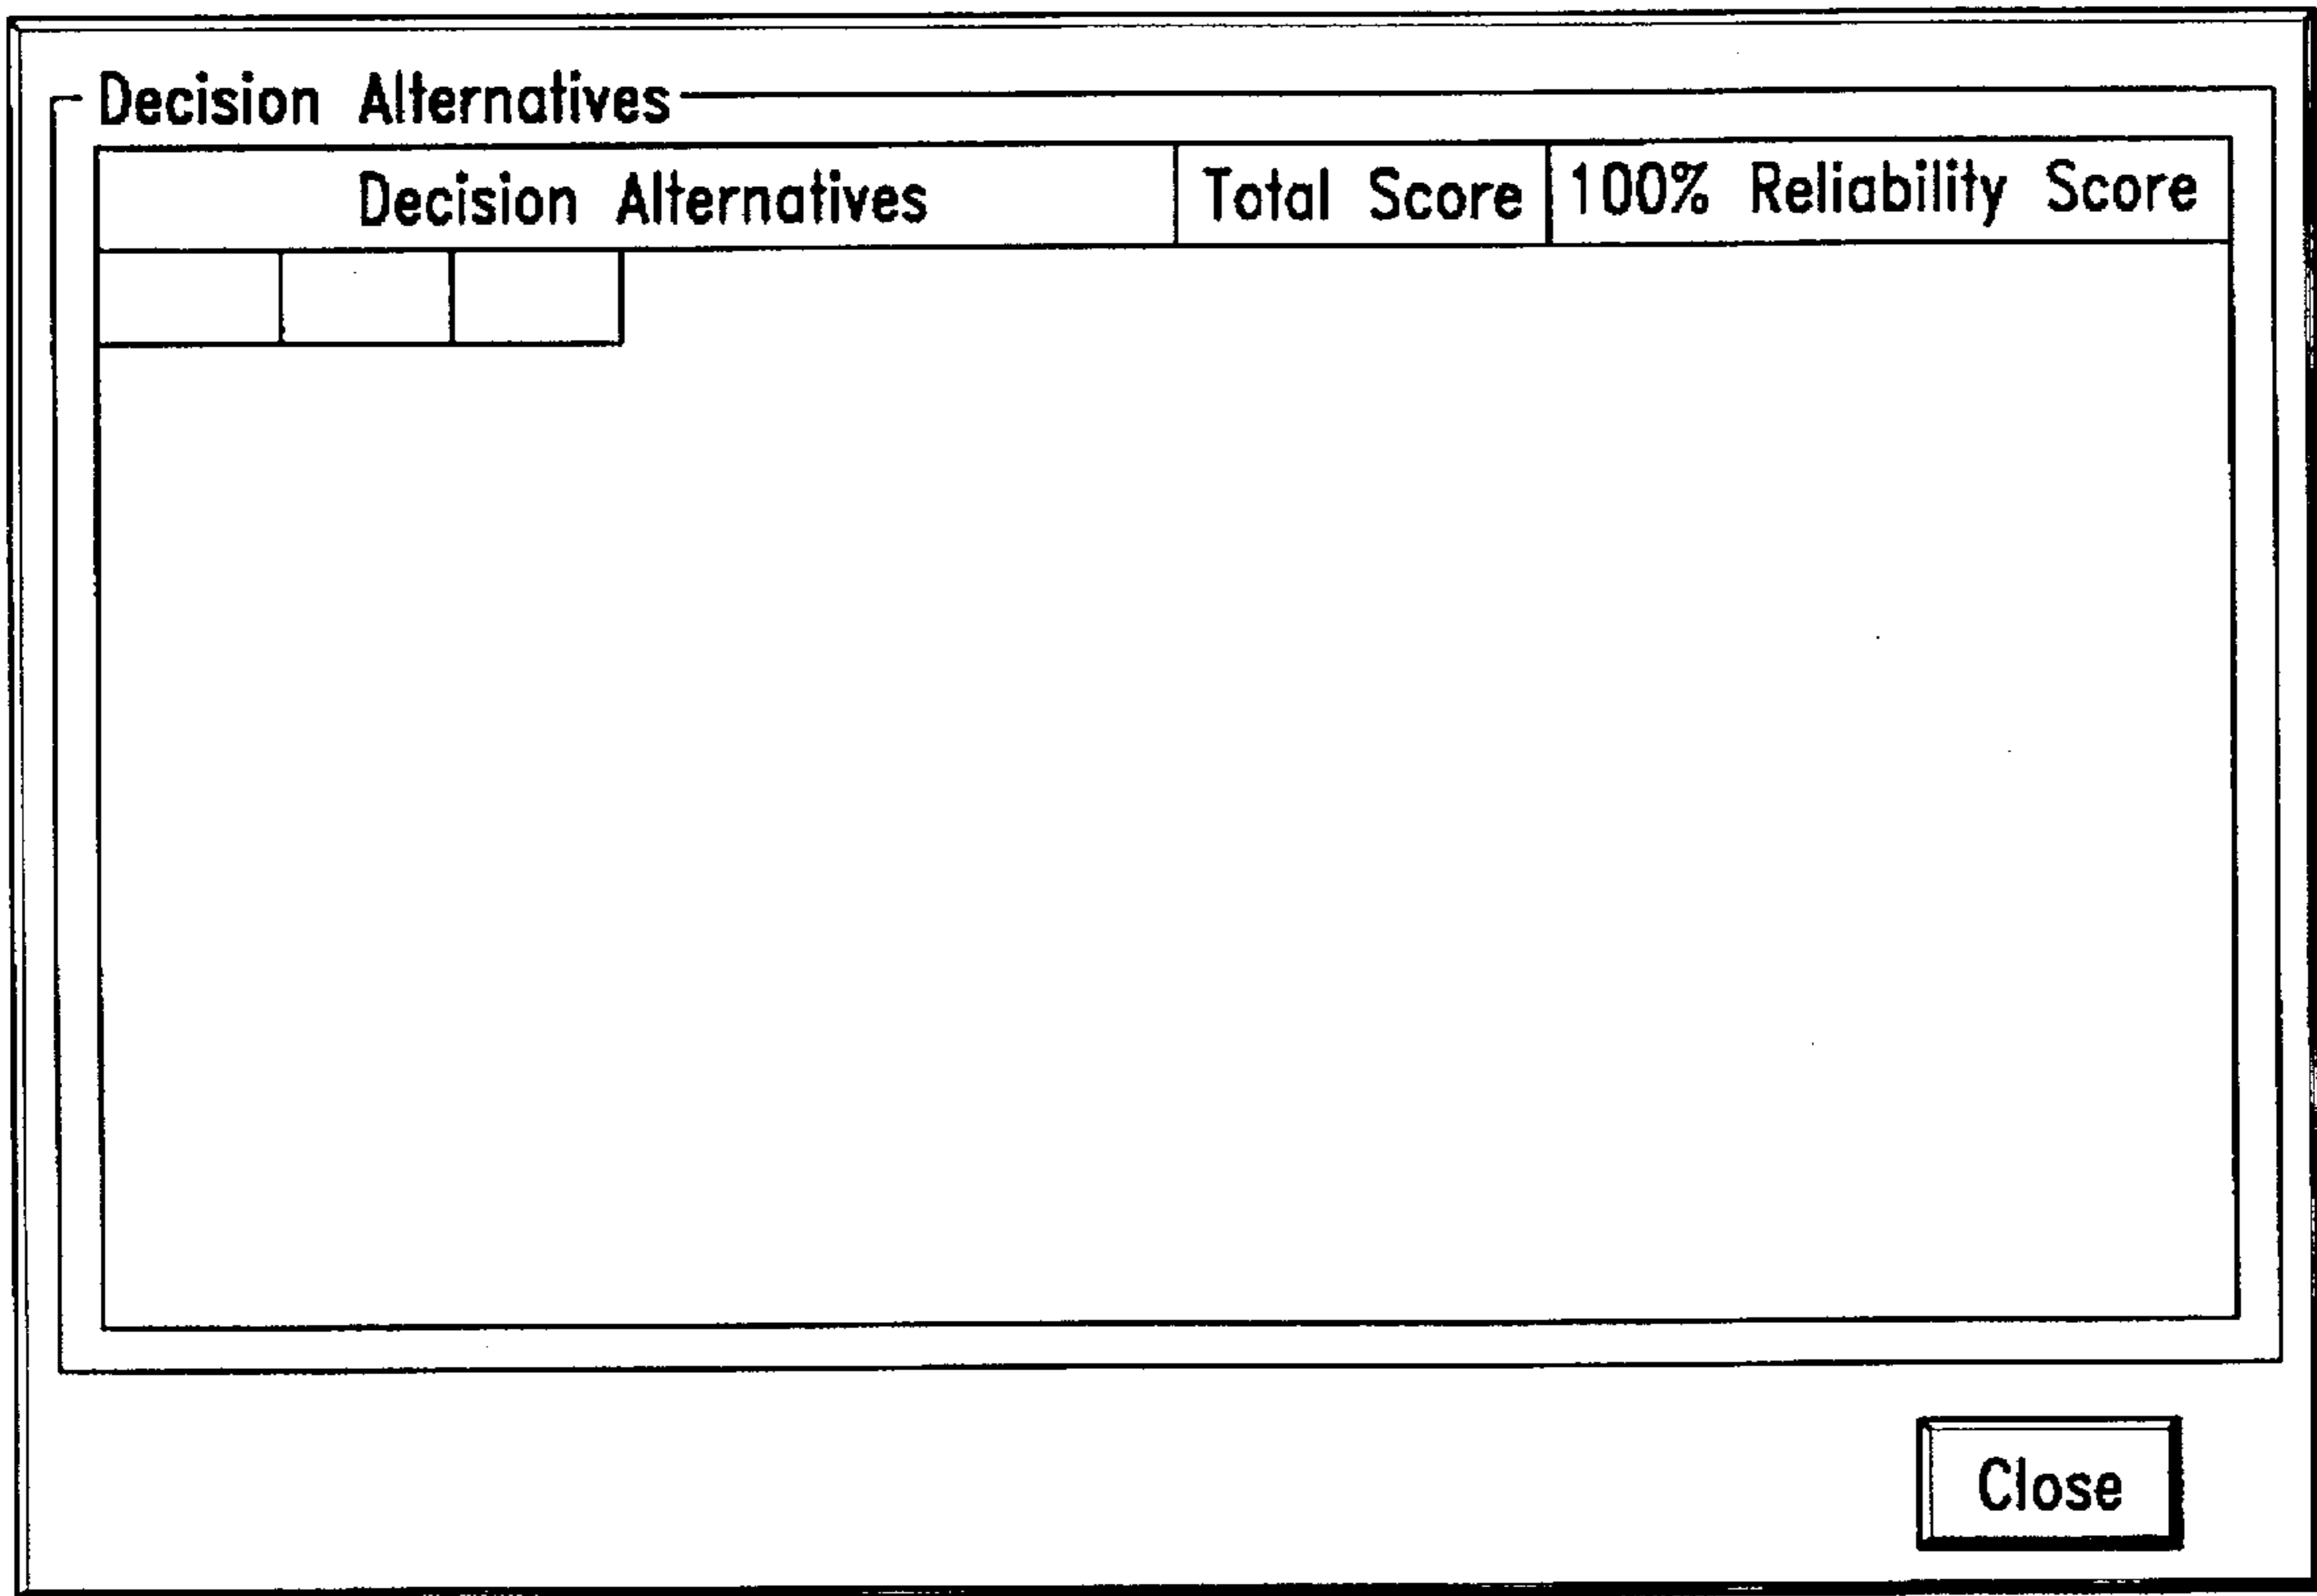 Decision Alternatives
Decision Alternatives Total Score 100% Reliability Score
Close